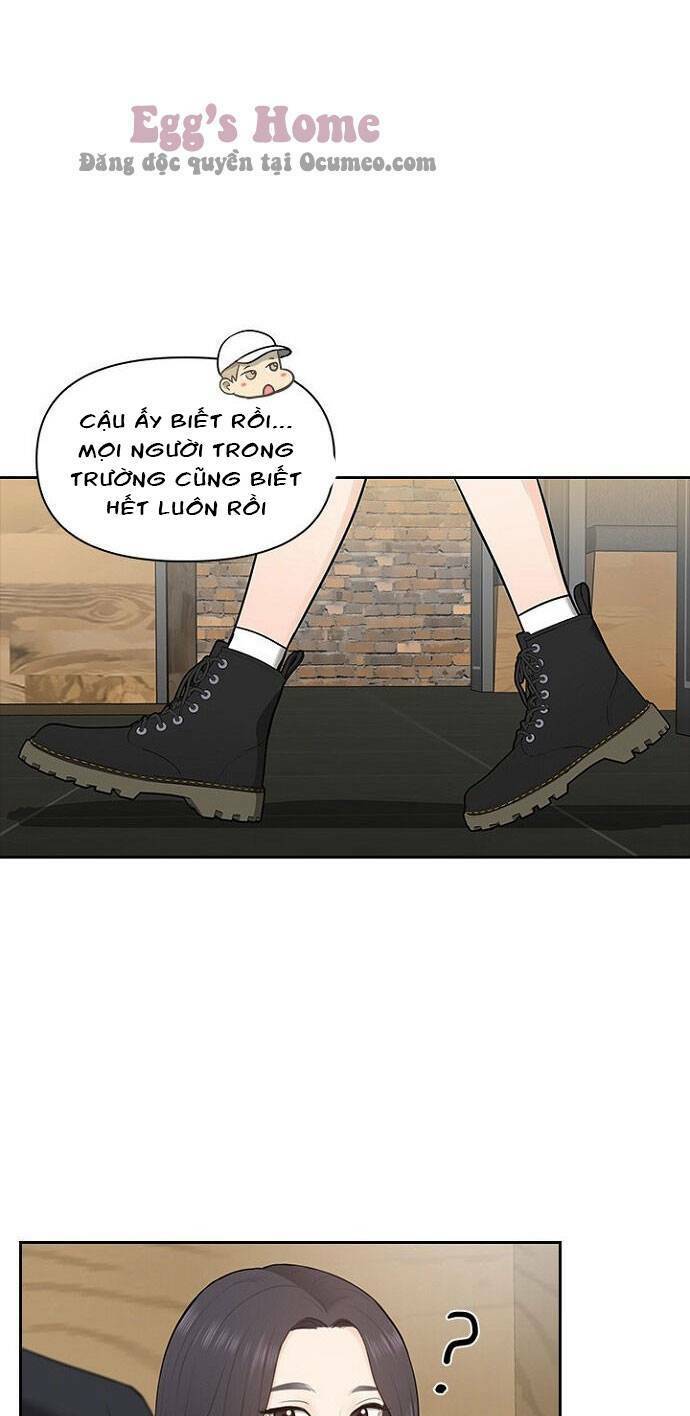 Egg's Home
Đăng độc quyền tại Ocumeo.com
CẬU ẤY BIẾT RỒI...
MỌI NGƯỜI TRONG
TRƯỜNG CŨNG BIẾT
HẾT LUÔN RỒI
?